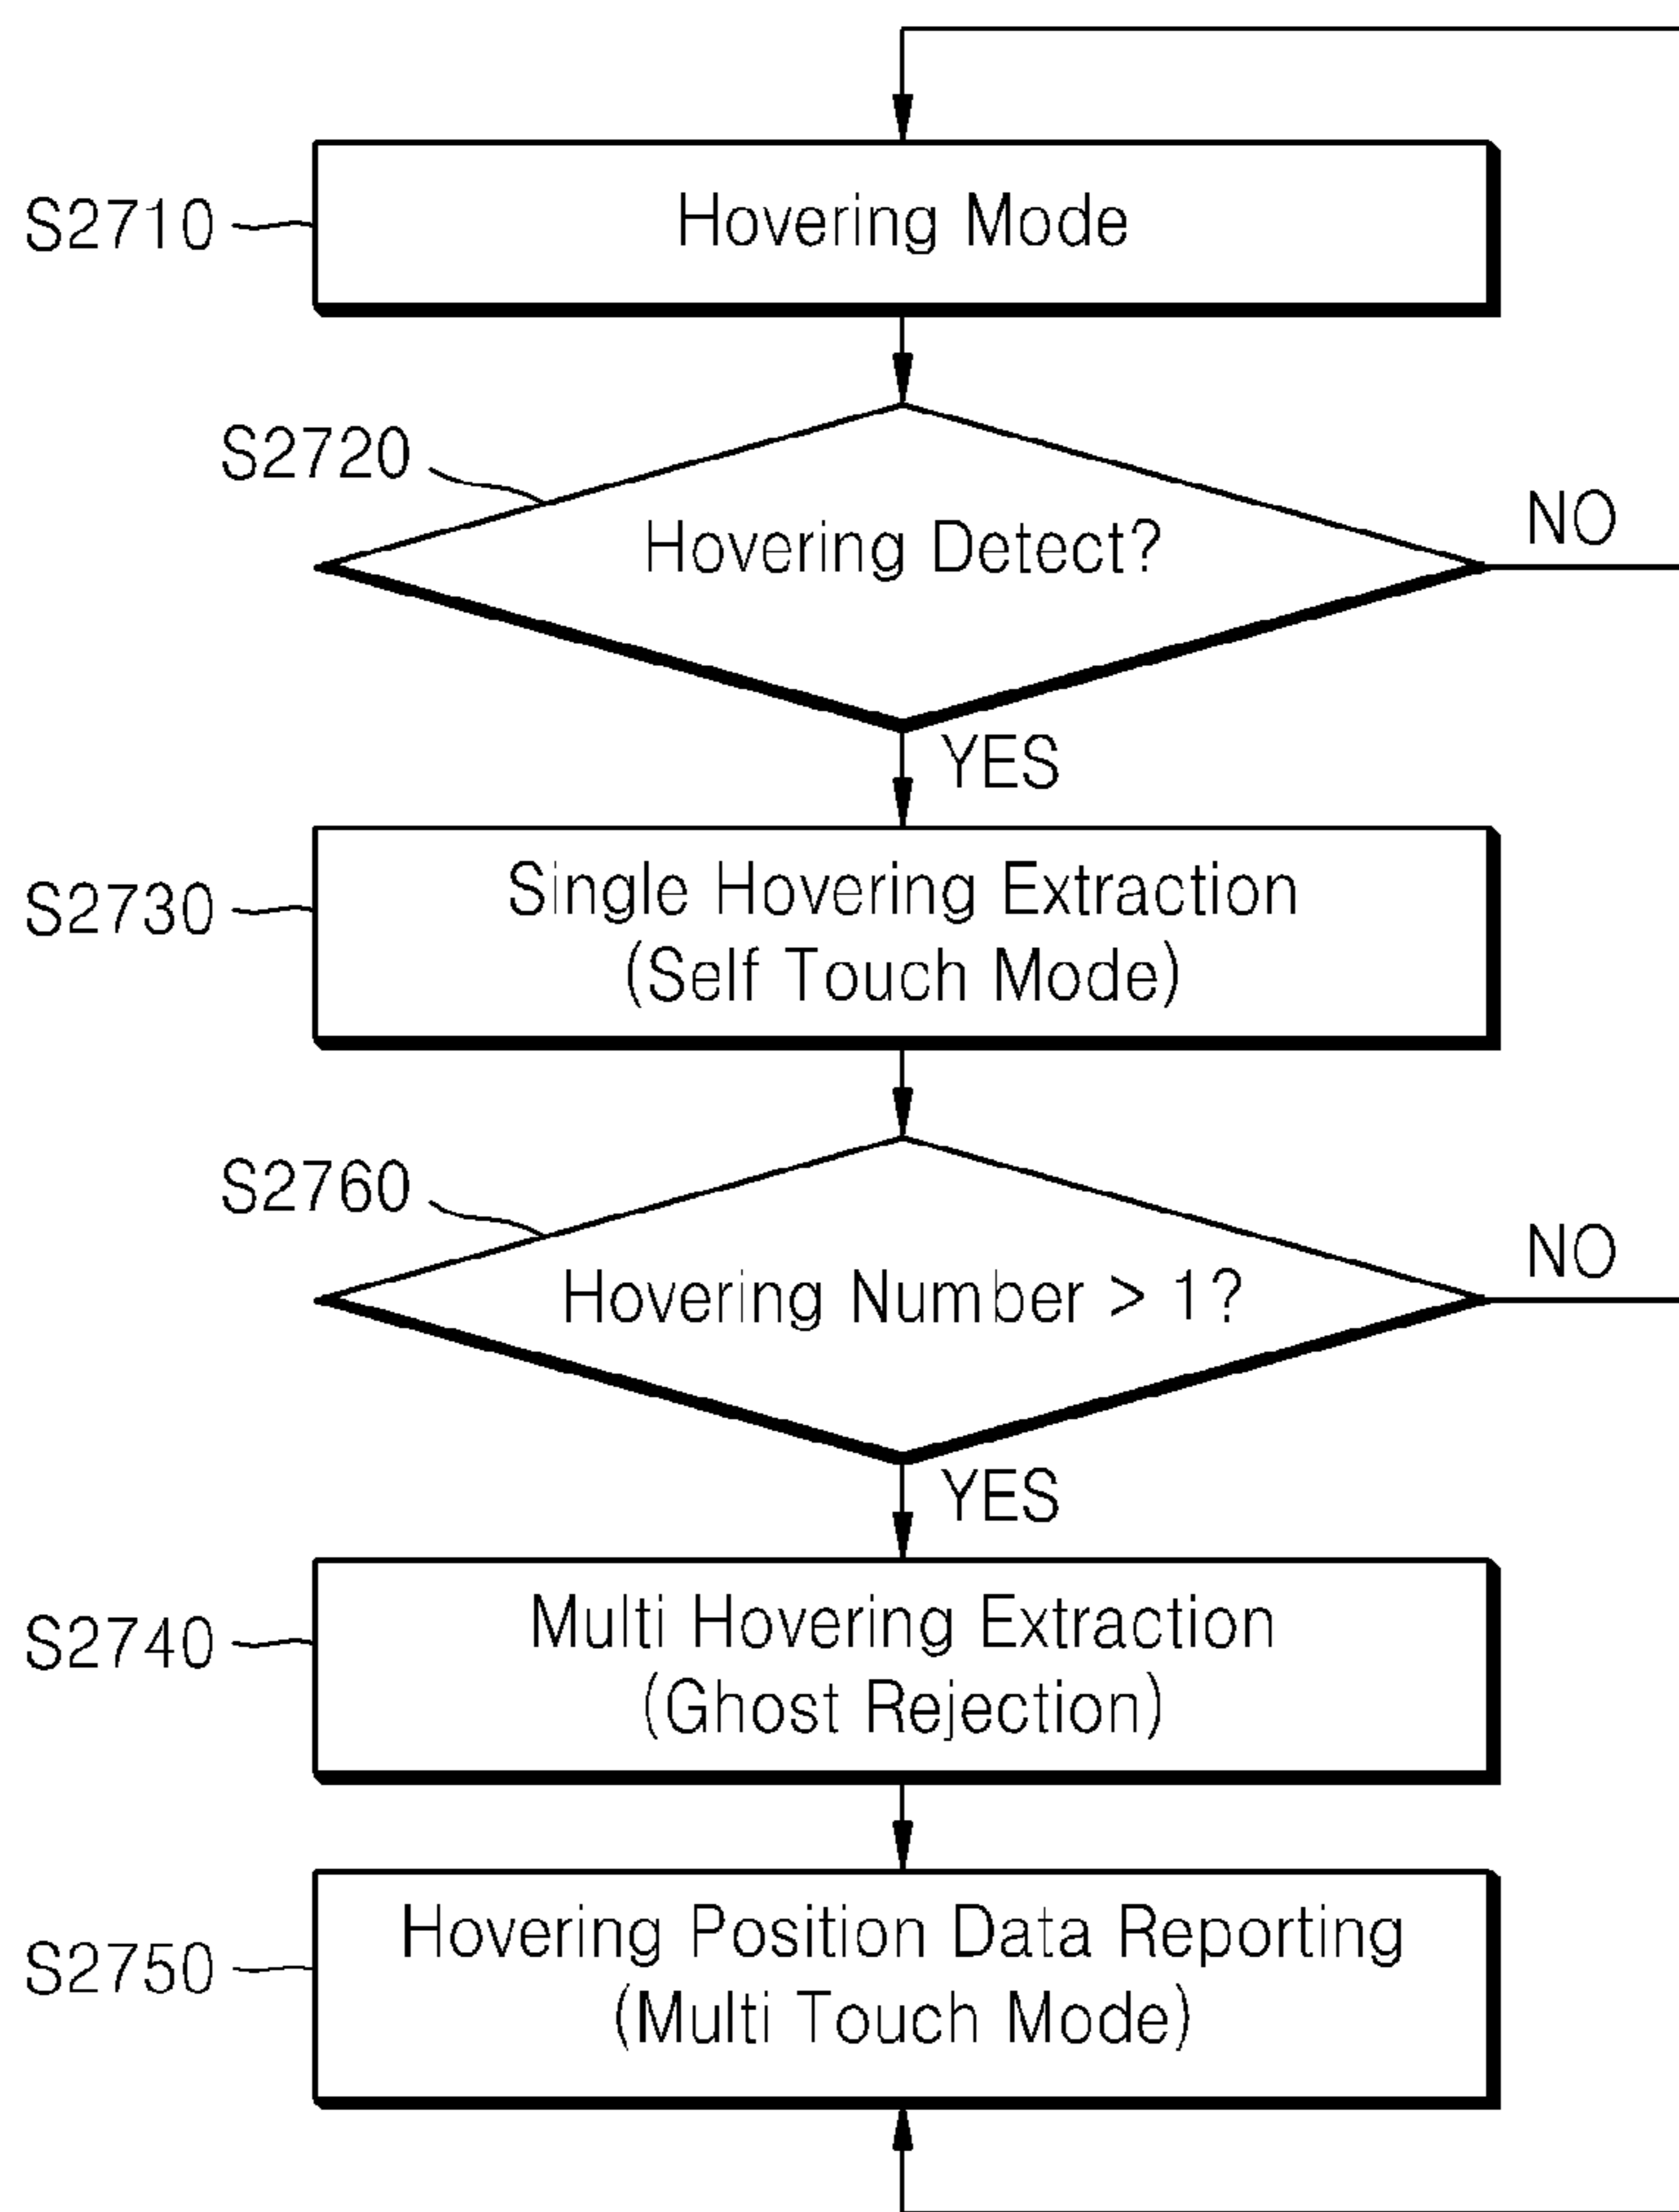 S2710
Hovering Mode
S2720
Hovering Detect?
NO
YES
S2730
Single Hovering Extraction
(Self Touch Mode)
S2760
Hovering Number > 1?
NO
YES
S2740
Multi Hovering Extraction
(Ghost Rejection)
S2750
Hovering Position Data Reporting
(Multi Touch Mode)